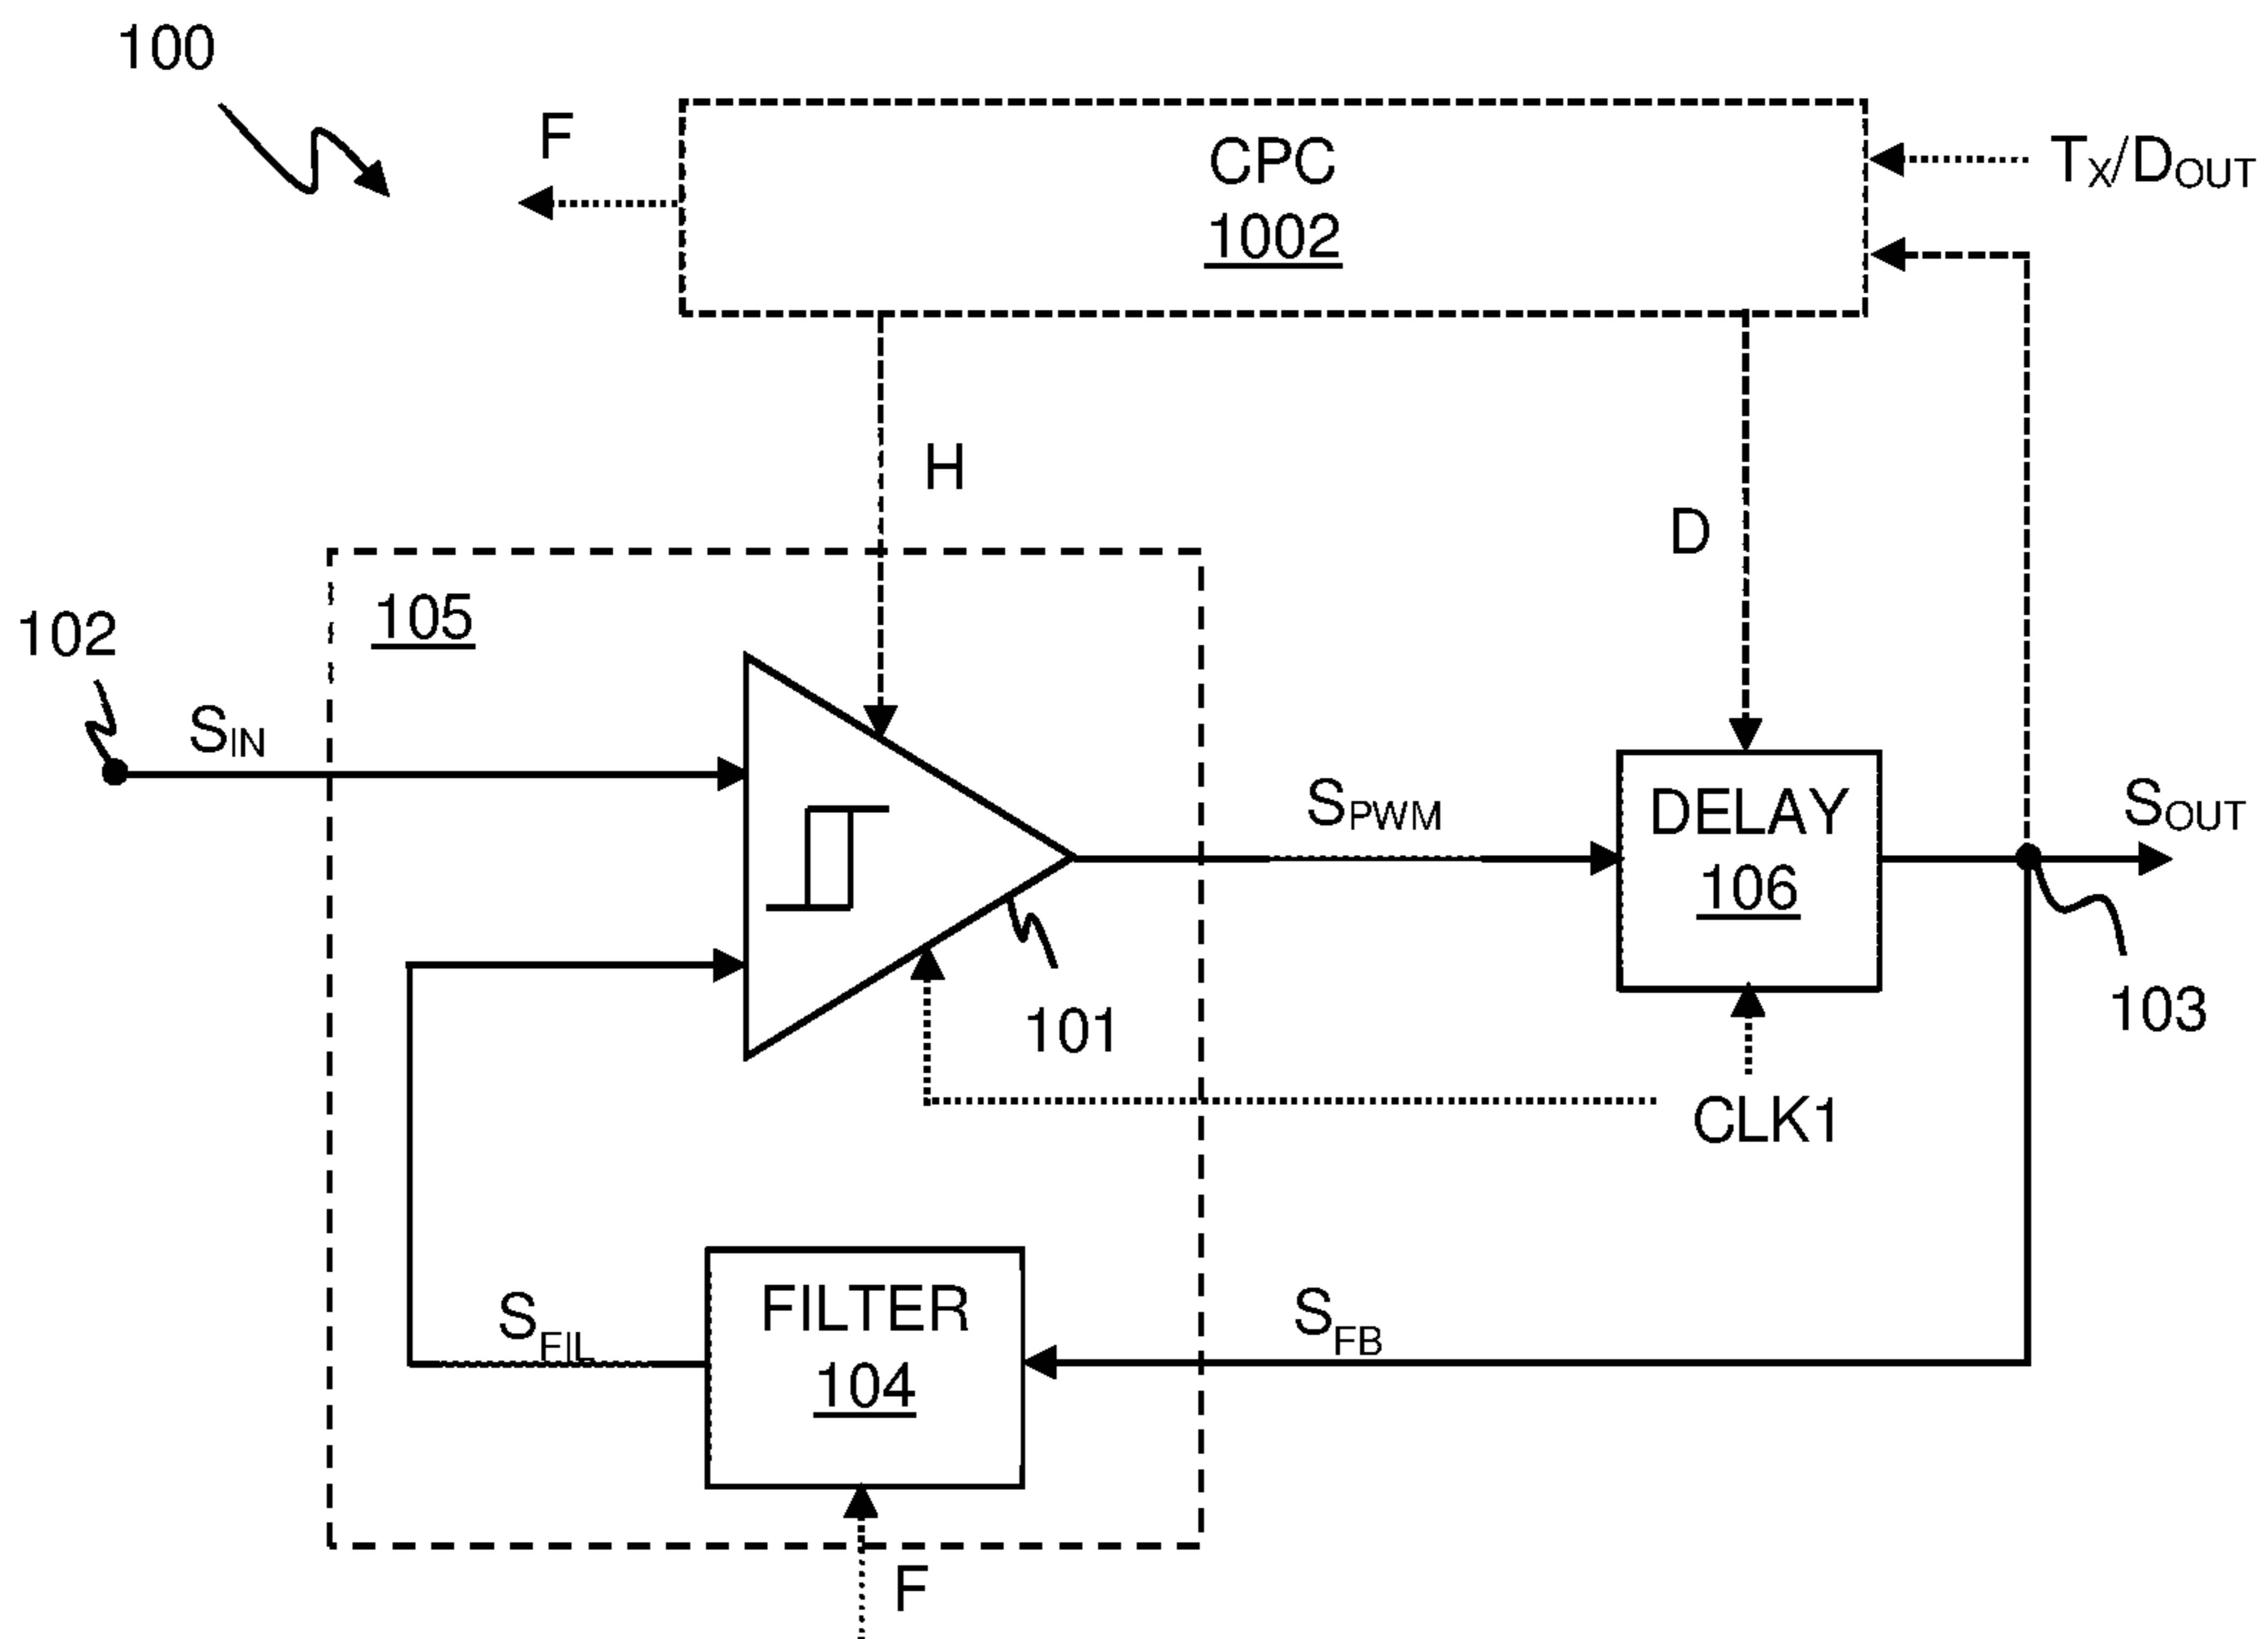 100
F
CPC
1002
TX/DOUT
H
D
105
102
SIN
SPWM
DELAY
106
SOUT
101
103
CLK1
SFIL
FILTER
104
SFB
F